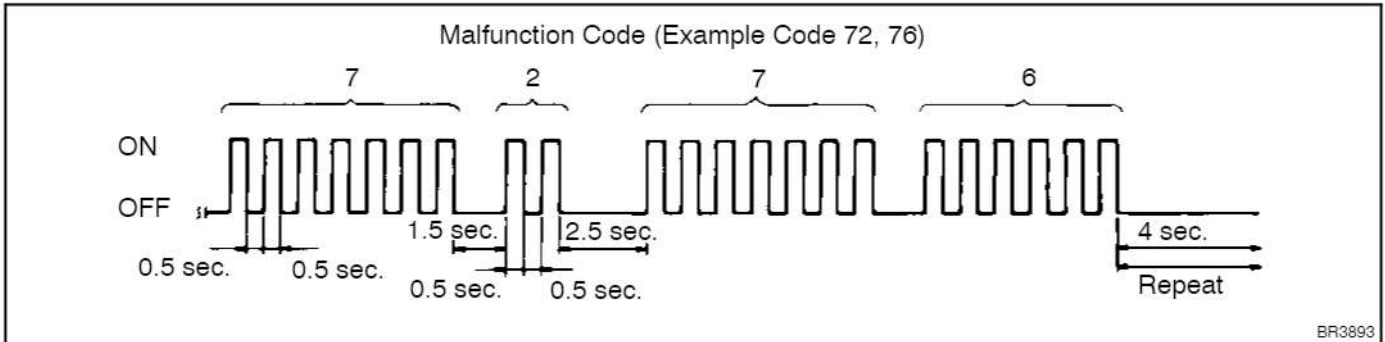 Malfunction Code (Example Code 72, 76)
7 2 7 6
ON
OFF
1.5 sec. 2.5 sec. 4 sec.
0.5 sec. 0.5 sec. 0.5 sec. 0.5 sec. Repeat
BR3893